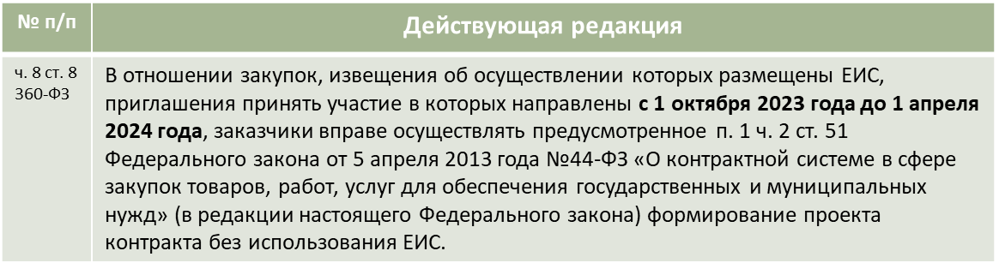 № п/п
Действующая редакция
ч. 8 ст. 8
360-ФЗ
В отношении закупок, извещения об осуществлении которых размещены ЕИС,
приглашения принять участие в которых направлены с 1 октября 2023 года до 1 апреля
2024 года, заказчики вправе осуществлять предусмотренное п. 1 ч. 2 ст. 51
Федерального закона от 5 апреля 2013 года №44-ФЗ «О контрактной системе в сфере
закупок товаров, работ, услуг для обеспечения государственных и муниципальных
нужд» (в редакции настоящего Федерального закона) формирование проекта
контракта без использования ЕИС.